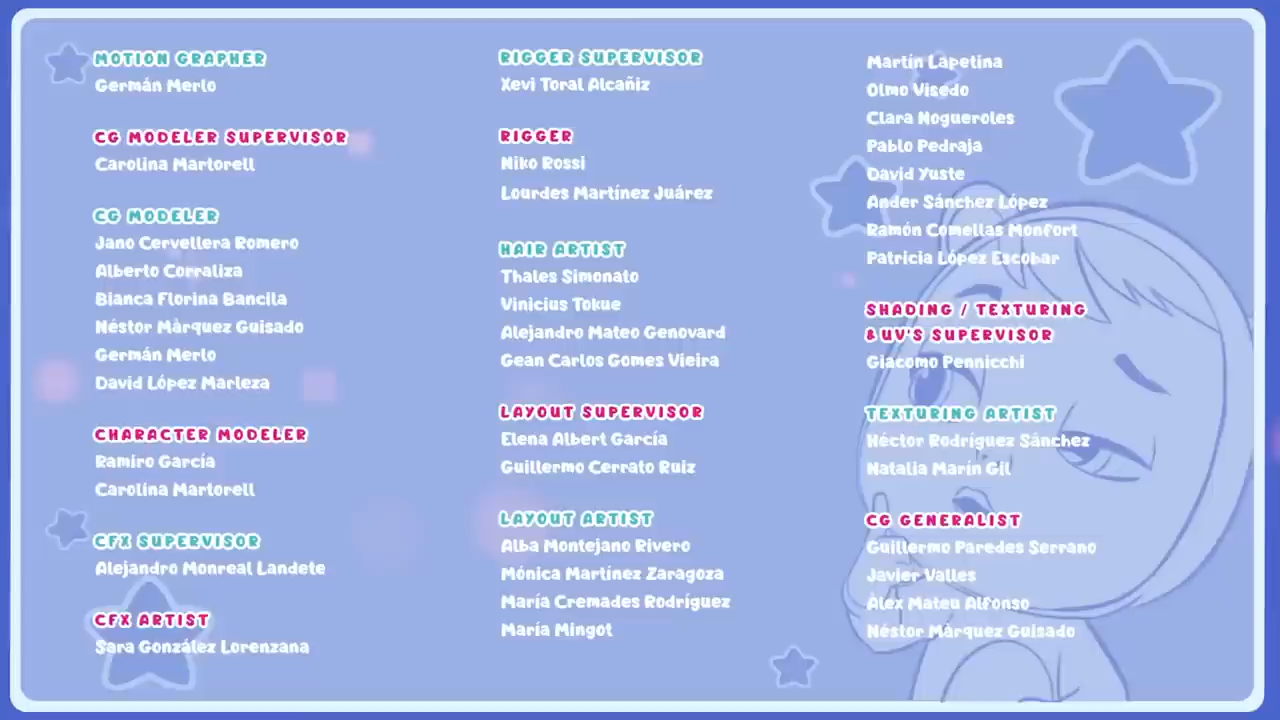 MOTION GRAPHER
Germán Merlo
CG MODELER SUPERVISOR
Carolina Martorell
CG MODELER
Jano Cervellera Romero
Alberto Corraliza
Bianca Florina Bancila
Néstor Màrquez Guisado
Germán Merlo
David López Marleza
CHARACTER MODELER
Ramiro García
Carolina Martorell
CFX SUPERVISOR
Alejandro Monreal Landete
CFX ARTIST
Sara González Lorenzana
RIGGER SUPERVISOR
Xevi Toral Alcañiz
RIGGER
Niko Rossi
Lourdes Martínez Juárez
HAIR ARTIST
Thales Simonato
Vinicius Tokue
Alejandro Mateo Genovard
Gean Carlos Gomes Vieira
LAYOUT SUPERVISOR
Elena Albert García
Guillermo Cerrato Ruiz
LAYOUT ARTIST
Alba Montejano Rivero
Mónica Martínez Zaragoza
María Cremades Rodríguez
María Mingot
Martín Lapetina
Olmo Visedo
Clara Nogueroles
Pablo Pedraja
David Yuste
Ander Sánchez López
Ramón Comellas Monfort
Patricia López Escobar
SHADING / TEXTURING
& UV'S SUPERVISOR
Giacomo Pennicchi
TEXTURING ARTIST
Héctor Rodríguez Sánchez
Natalia Marín Gil
CG GENERALIST
Guillermo Paredes Serrano
Javier Valles
Àlex Mateu Alfonso
Néstor Màrquez Guisado